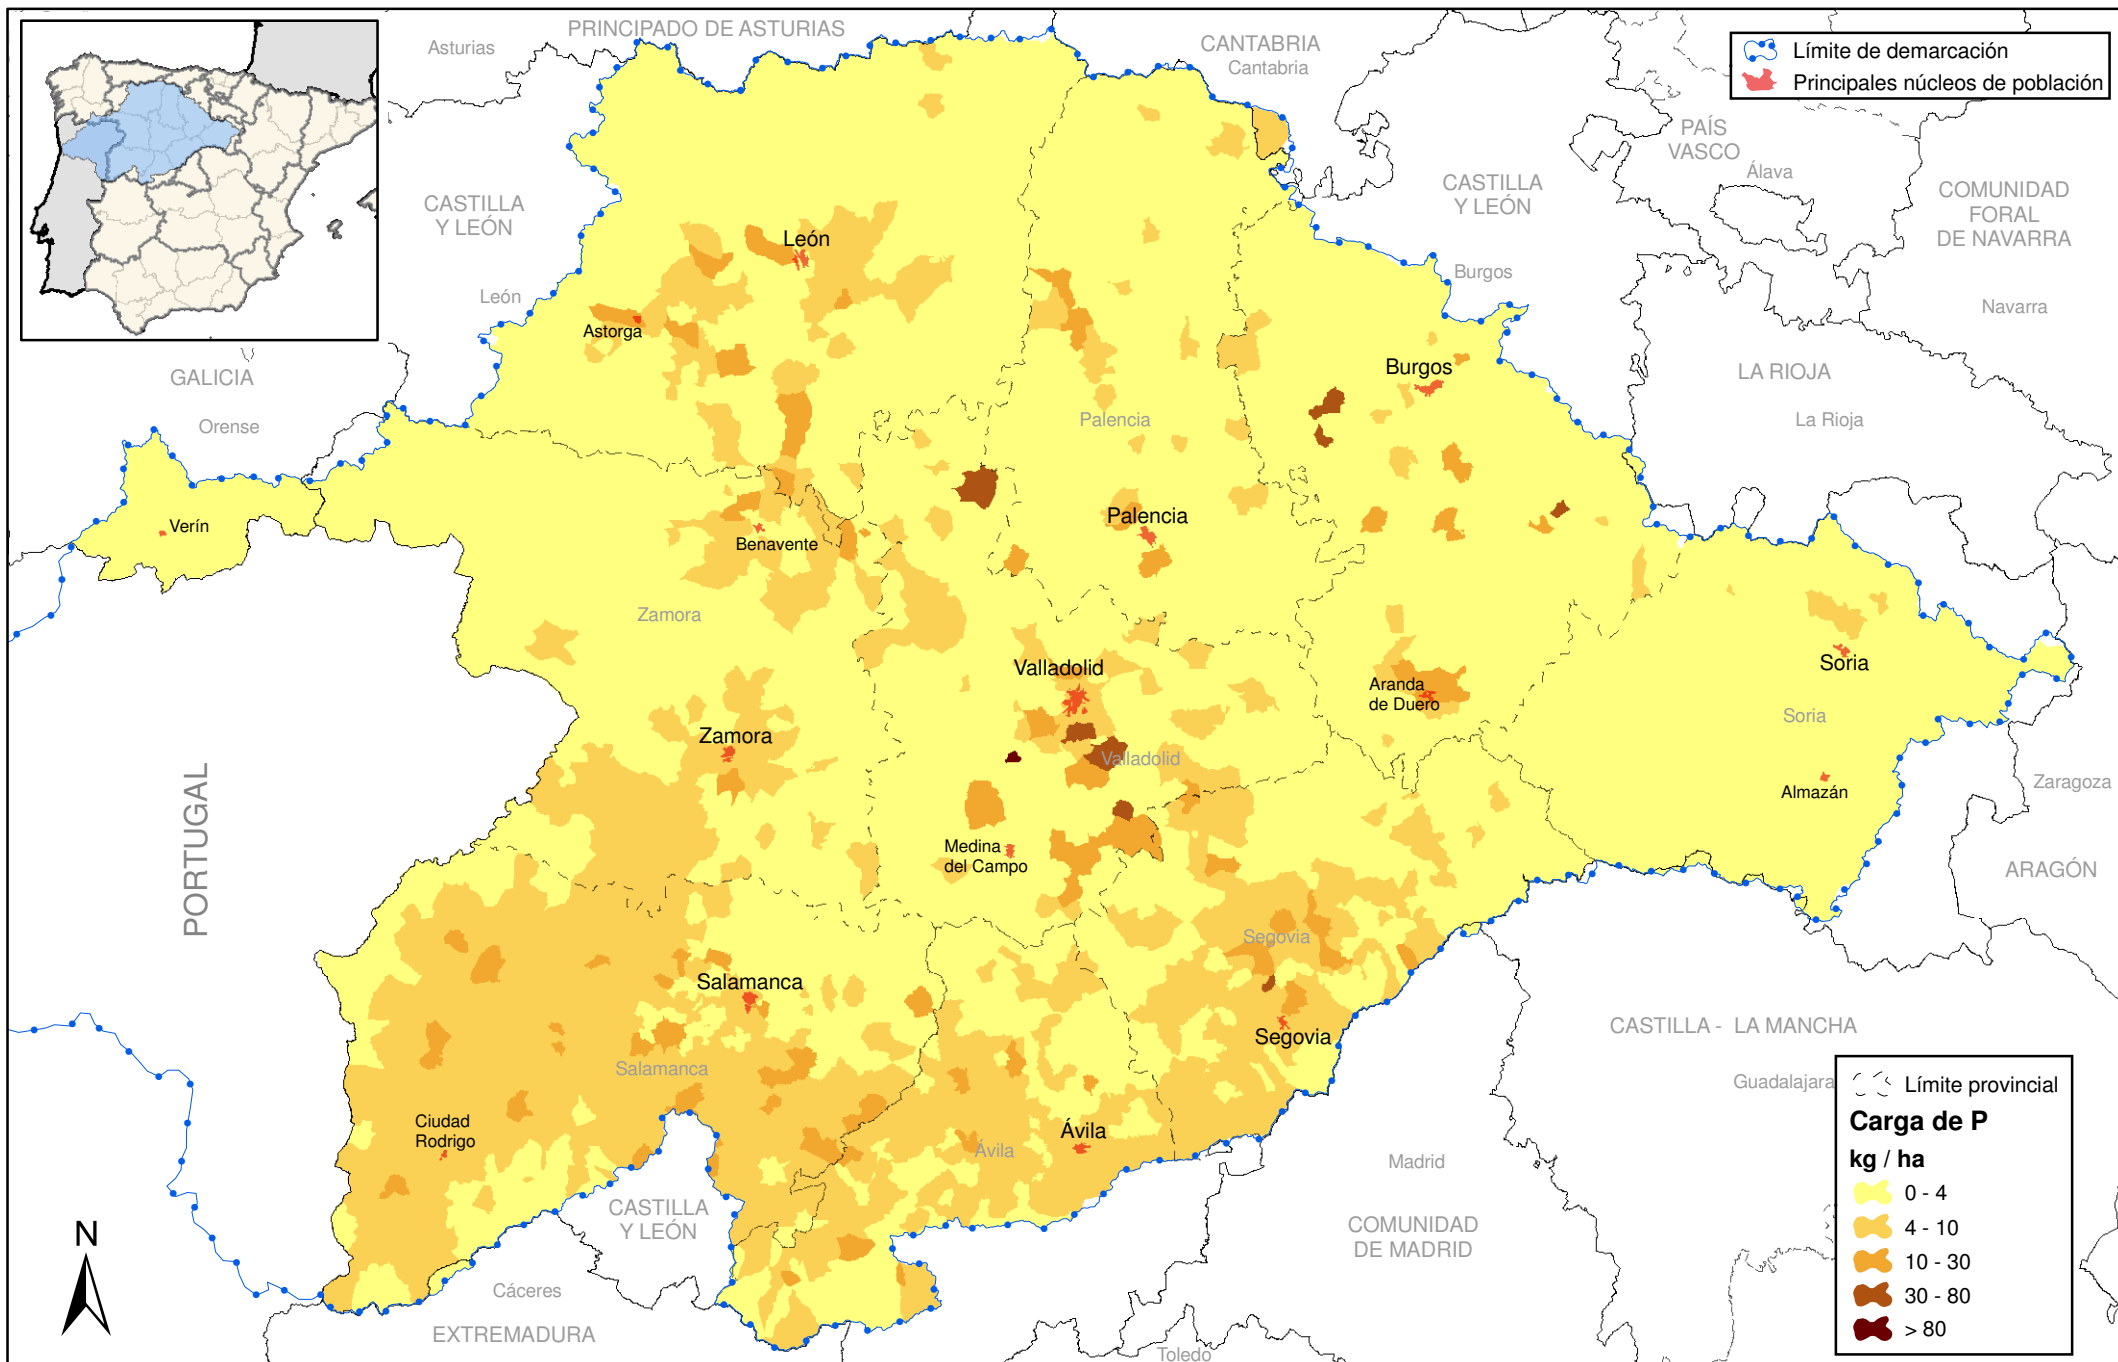 PRINCIPADO DE ASTURIAS
Asturias
CANTABRIA
Cantabria
Límite de demarcación
Principales núcleos de población
PAÍS
VASCO
Álava
CASTILLA
Y LEÓN
CASTILLA
Y LEÓN
COMUNIDAD
FORAL
DE NAVARRA
León
Burgos
León
Navarra
Astorga
GALICIA
Burgos
LA RIOJA
Orense
Palencia
La Rioja
Verín
Palencia
Benavente
Zamora
Valladolid
Aranda
de Duero
Soria
Soria
Zamora
Valladolid
PORTUGAL
Almazán
Zaragoza
Medina
del Campo
ARAGÓN
Segovia
Salamanca
Segovia
CASTILLA - LA MANCHA
Salamanca
Guadalajara
Ciudad
Rodrigo
Ávila
Ávila
Madrid
CASTILLA
Y LEÓN
COMUNIDAD
DE MADRID
N
Cáceres
EXTREMADURA
Toledo
Límite provincial
Carga de P
kg / ha
0 - 4
4 - 10
10 - 30
30 - 80
> 80